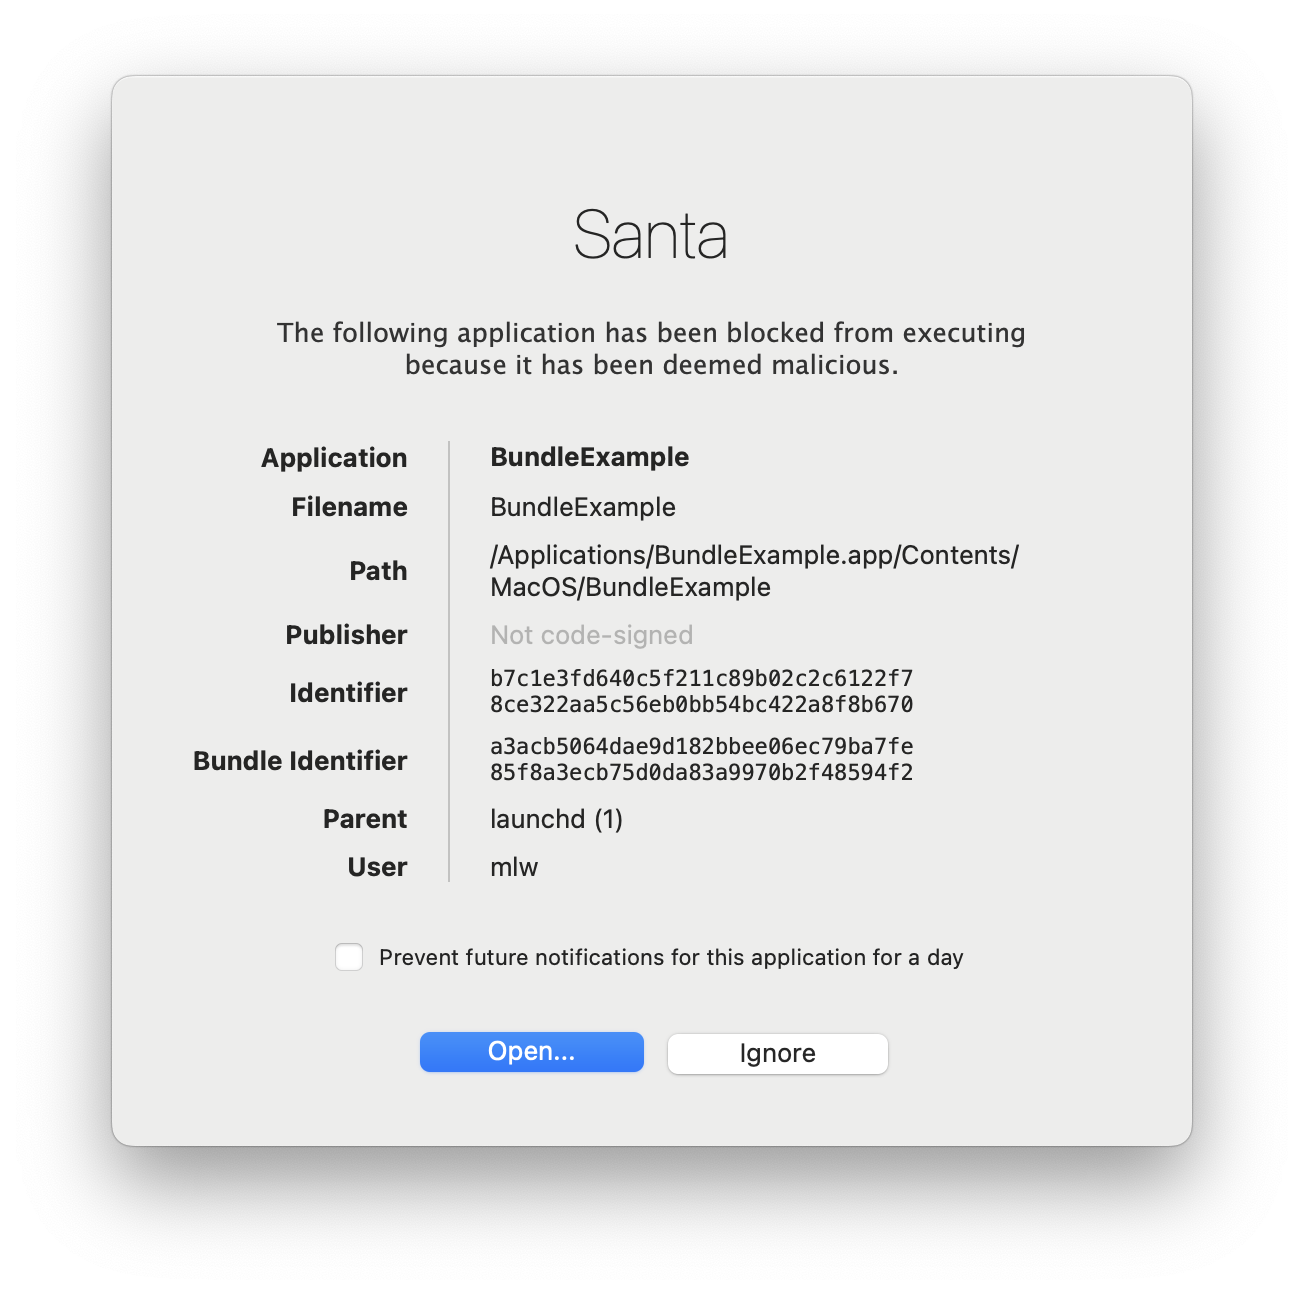 Santa
The following application has been blocked from executing
because it has been deemed malicious.
Application BundleExample
Filename BundleExample
Path /Applications/BundleExample.app/Contents/
MacOS/BundleExample
Publisher Not code-signed
Identifier b7c1e3fd640c5f211c89b02c2c6122f7
8ce322aa5c56eb0bb54bc422a8f8b670
Bundle Identifier a3acb5064dae9d182bbee06ec79ba7fe
85f8a3ecb75d0da83a9970b2f48594f2
Parent launchd (1)
User mlw
Prevent future notifications for this application for a day
Open... Ignore